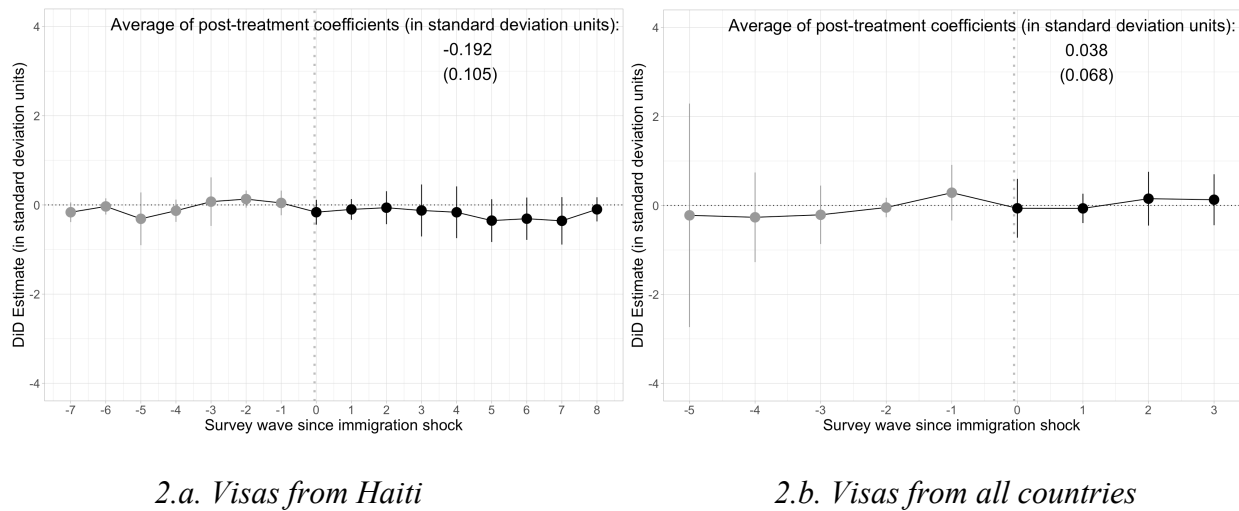 Average of post-treatment coefficients (in standard deviation units):
-0.192
(0.105)
DiD Estimate (in standard deviation units)
4
2
0
-2
-4
-7 -6 -5 -4 -3 -2 -1 0 1 2 3 4 5 6 7 8
Survey wave since immigration shock
2.a. Visas from Haiti
Average of post-treatment coefficients (in standard deviation units):
0.038
(0.068)
DiD Estimate (in standard deviation units)
4
2
0
-2
-4
-5 -4 -3 -2 -1 0 1 2 3
Survey wave since immigration shock
2.b. Visas from all countries